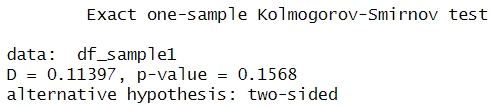 Exact one-sample Kolmogorov-Smirnov test
data:  df_sample1
D = 0.11397, p-value = 0.1568
alternative hypothesis: two-sided